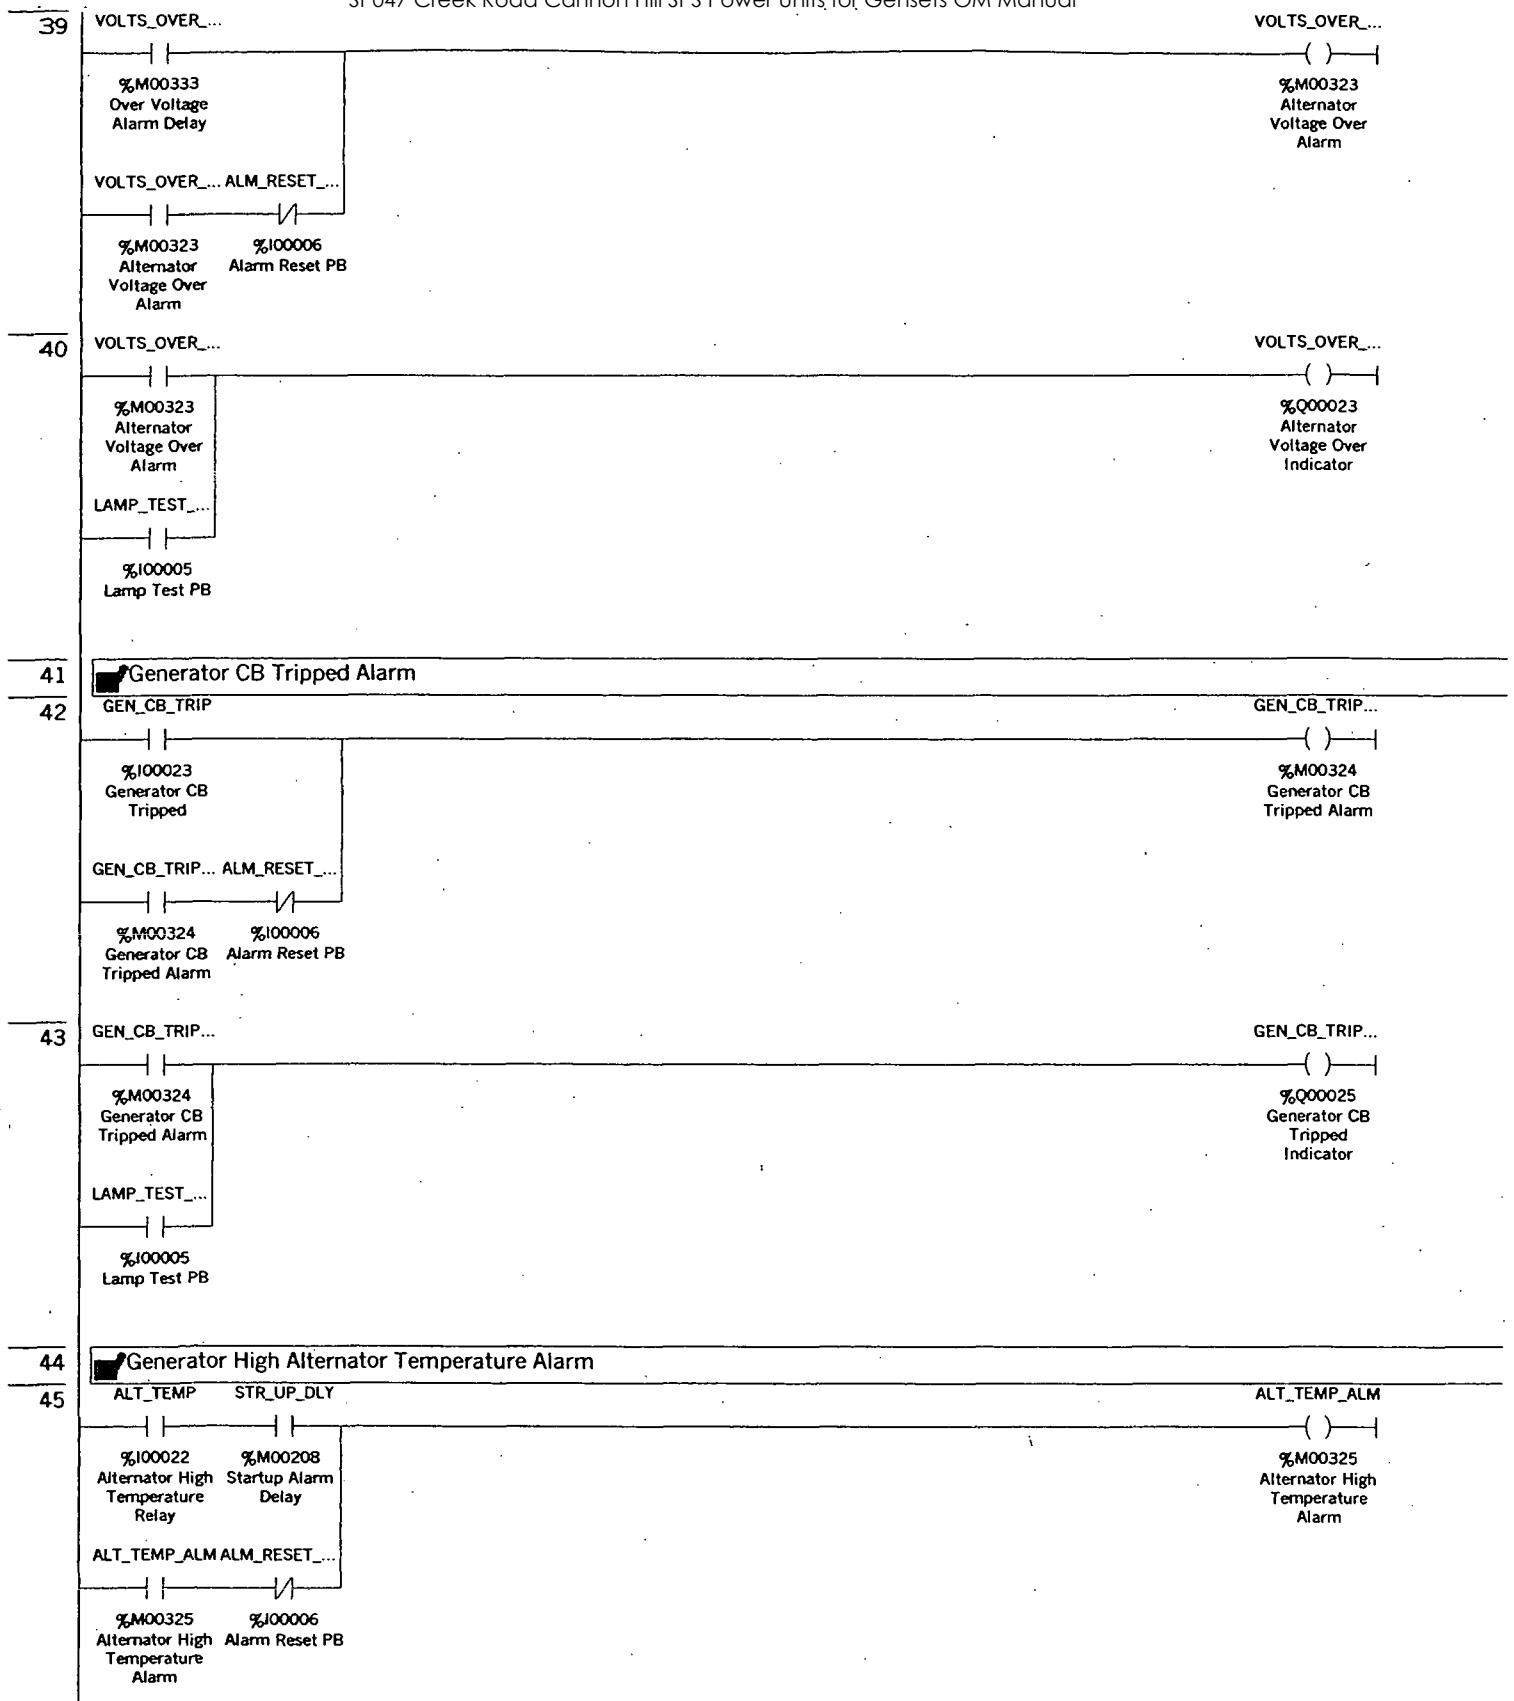 SP047 Creek Road Cannon Hill SPS Power Units for Gensets OM Manual
39
VOLTS_OVER_...
VOLTS_OVER_...
%M00333
Over Voltage
Alarm Delay
%M00323
Alternator
Voltage Over
Alarm
VOLTS_OVER_... ALM_RESET_...
%M00323
Alternator
Voltage Over
Alarm
%I00006
Alarm Reset PB
40
VOLTS_OVER_...
VOLTS_OVER_...
%M00323
Alternator
Voltage Over
Alarm
%Q00023
Alternator
Voltage Over
Indicator
LAMP_TEST_...
%I00005
Lamp Test PB
41
Generator CB Tripped Alarm
42
GEN_CB_TRIP
GEN_CB_TRIP...
%I00023
Generator CB
Tripped
%M00324
Generator CB
Tripped Alarm
GEN_CB_TRIP... ALM_RESET_...
%M00324
Generator CB
Tripped Alarm
%I00006
Alarm Reset PB
43
GEN_CB_TRIP...
GEN_CB_TRIP...
%M00324
Generator CB
Tripped Alarm
%Q00025
Generator CB
Tripped
Indicator
LAMP_TEST_...
%I00005
Lamp Test PB
44
Generator High Alternator Temperature Alarm
45
ALT_TEMP STR_UP_DLY
ALT_TEMP_ALM
%I00022
Alternator High
Temperature
Relay
%M00208
Startup Alarm
Delay
%M00325
Alternator High
Temperature
Alarm
ALT_TEMP_ALM ALM_RESET_...
%M00325
Alternator High
Temperature
Alarm
%I00006
Alarm Reset PB